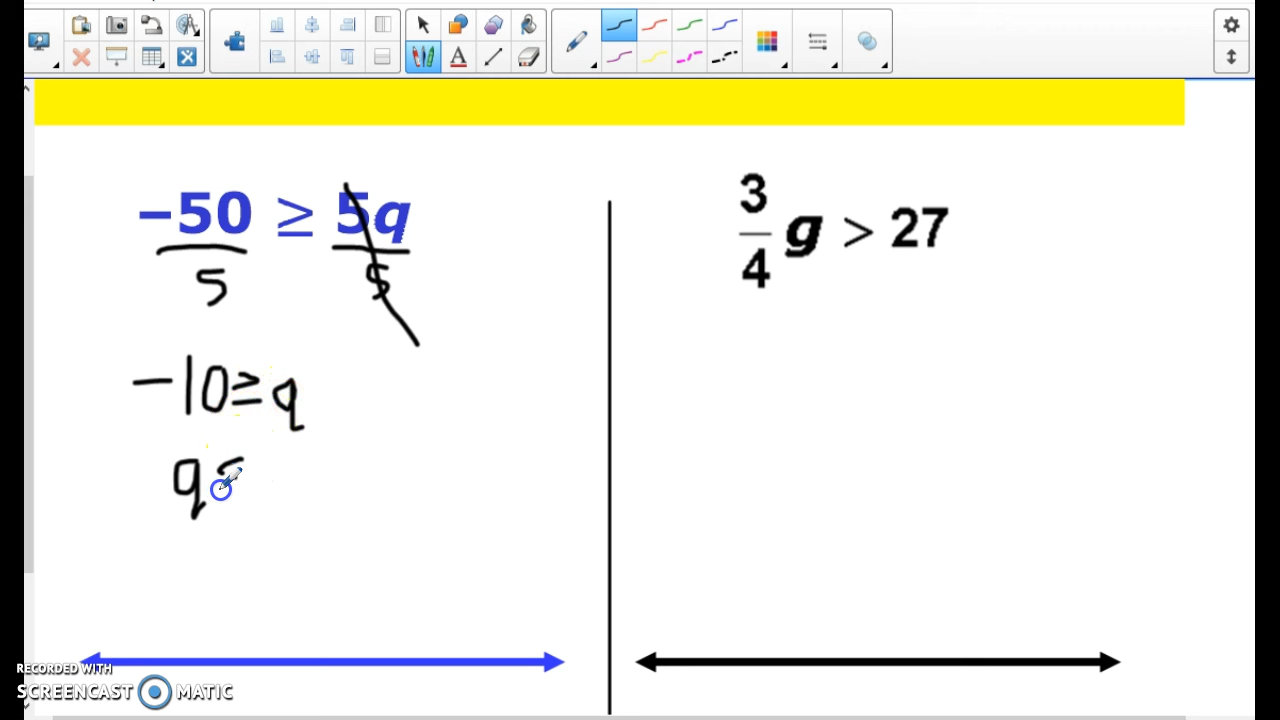 −50 ≥ 5q
5 5
−10≥q
q
3/4 g > 27
RECORDED WITH
SCREENCAST MATIC